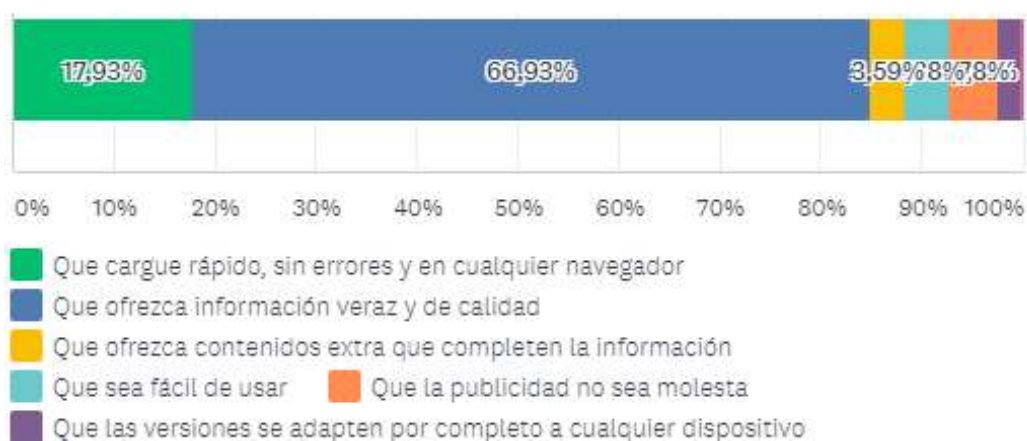 17,93% 66,93% 3,59%
0% 10% 20% 30% 40% 50% 60% 70% 80% 90% 100%
Que cargue rápido, sin errores y en cualquier navegador
Que ofrezca información veraz y de calidad
Que ofrezca contenidos extra que completen la información
Que sea fácil de usar Que la publicidad no sea molesta
Que las versiones se adapten por completo a cualquier dispositivo